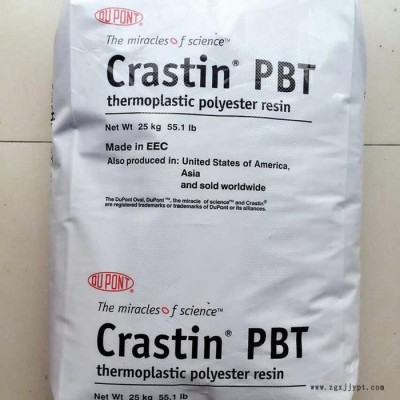 DUPONT
The miracles of science™
Crastin® PBT
thermoplastic polyester resin
Net Wt 25 kg 55.1 lb
Made in EEC
Also produced in: United States of America,
Asia
and sold worldwide
The DuPont Oval, DuPont™, the miracle of science™ and Crastin®
are registered trademarks or trademarks of DuPont or its alliances.
DUPONT
The miracles of science™
Crastin® PBT
thermoplastic polyester resin
Net Wt 25 kg 55.1 lb
www.zgxjjypt.com